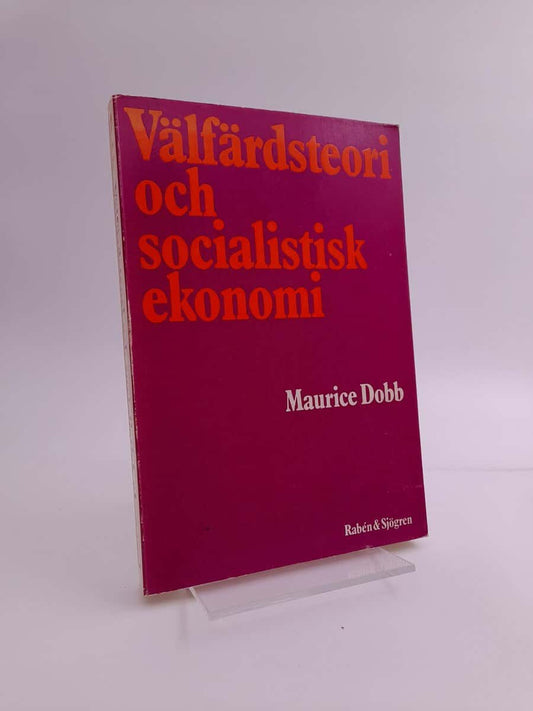 Välfärdsteori
och
socialistisk
ekonomi
Maurice Dobb
Rabén & Sjögren